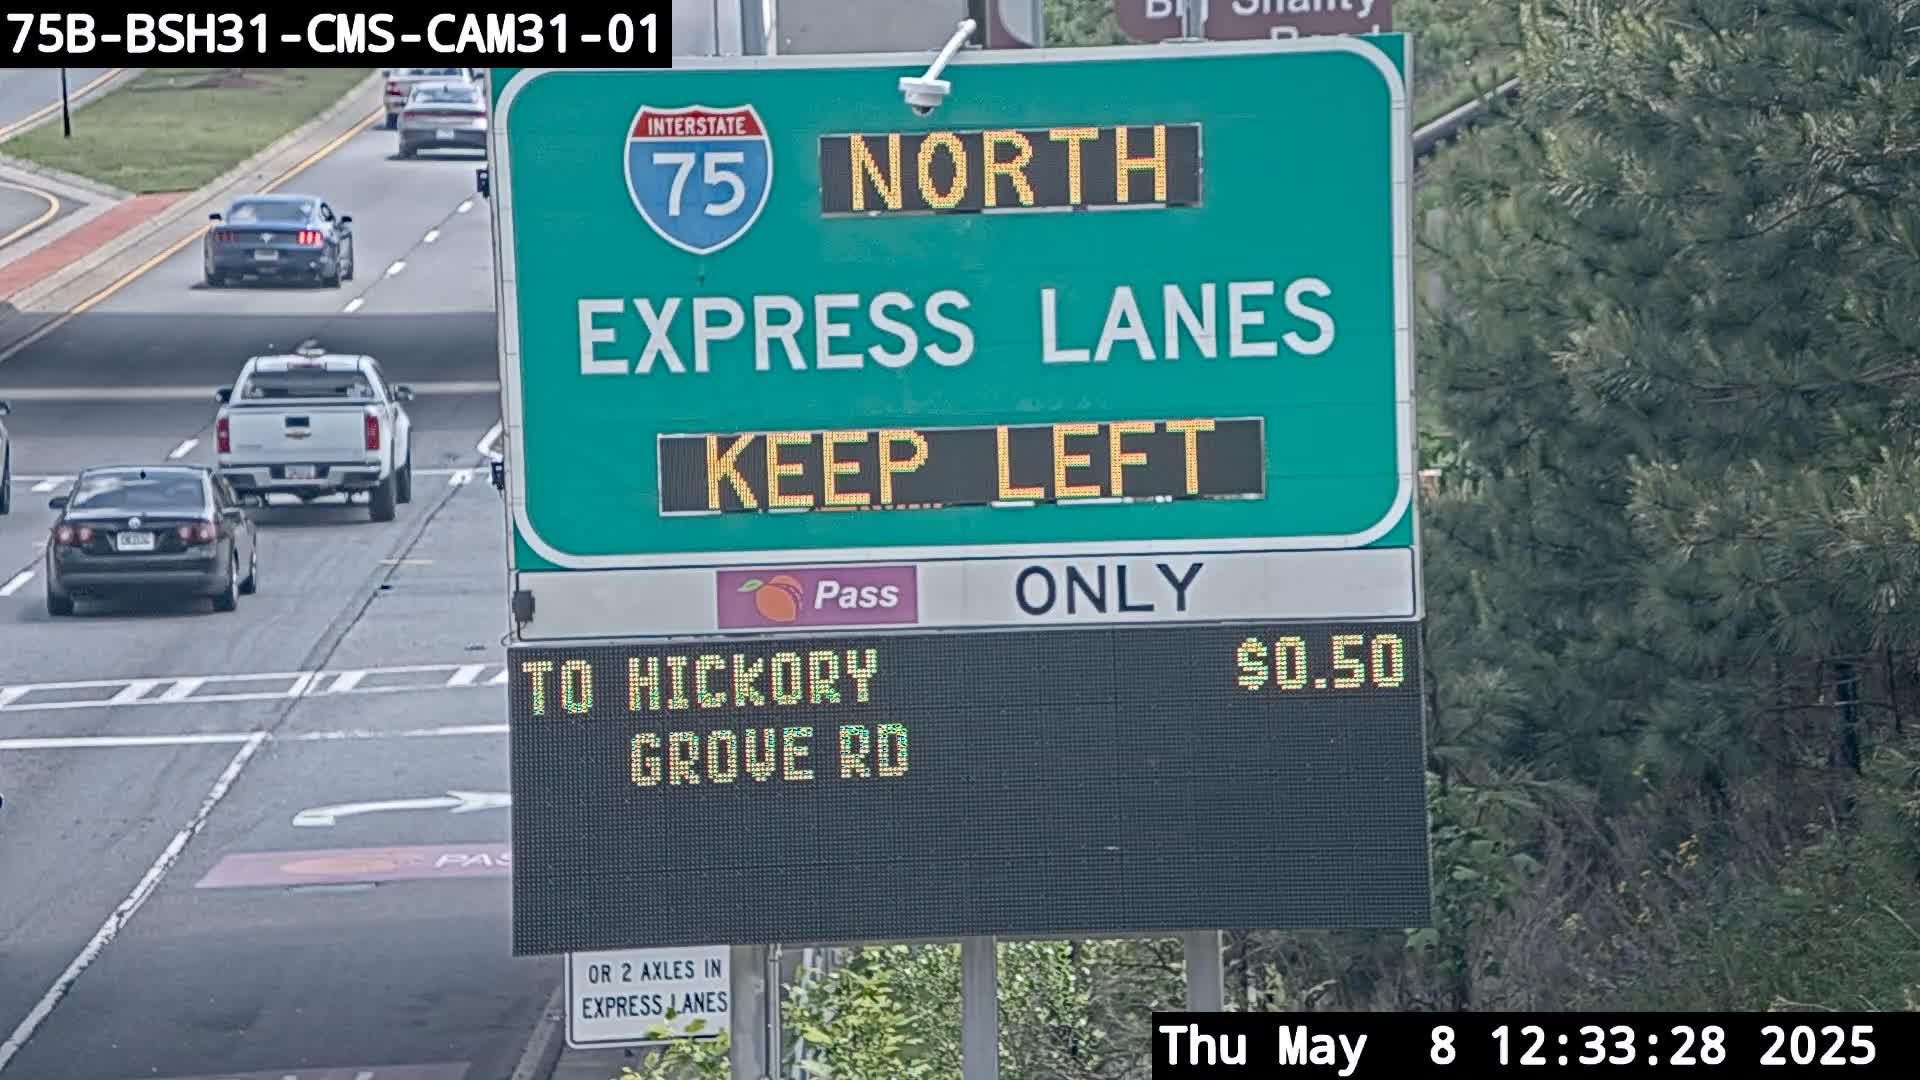 75B-BSH31-CMS-CAM31-01
Shanty
INTERSTATE
75
NORTH
EXPRESS LANES
KEEP LEFT
Pass ONLY
TO HICKORY $0.50
GROVE RD
OR 2 AXLES IN
EXPRESS LANES
Thu May 8 12:33:28 2025